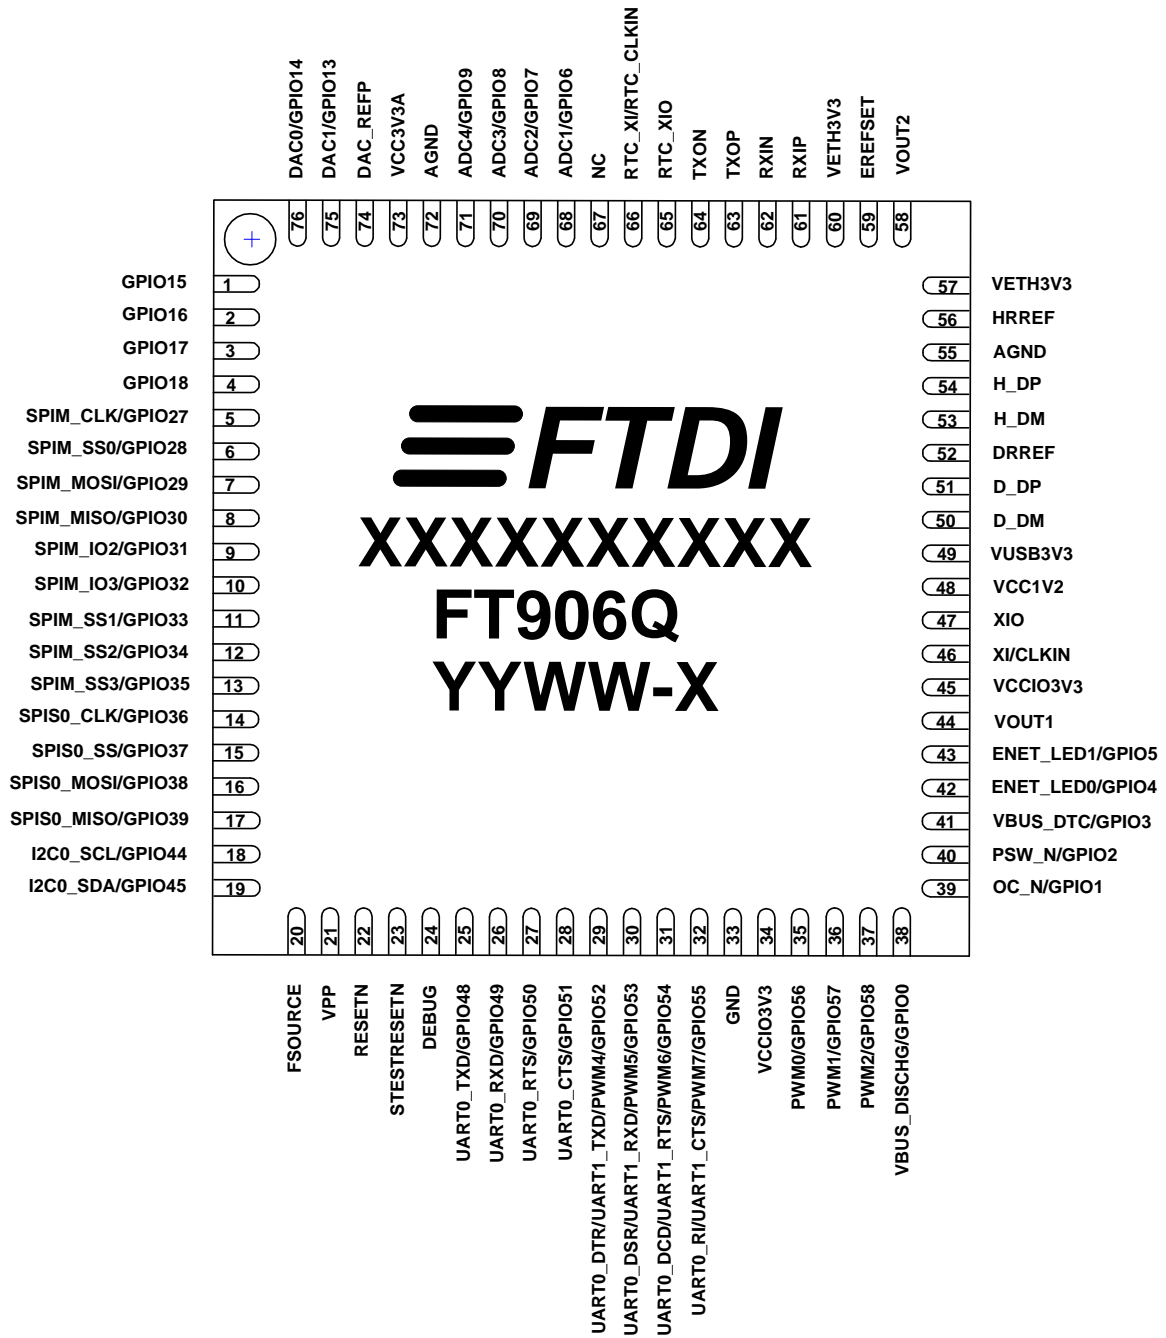 DAC0/GPIO14
DAC1/GPIO13
DAC_REFP
VCC3V3A
AGND
ADC4/GPIO9
ADC3/GPIO8
ADC2/GPIO7
ADC1/GPIO6
NC
RTC_XI/RTC_CLKIN
RTC_XIO
TXON
TXOP
RXIN
RXIP
VETH3V3
EREFSET
VOUT2
76
75
74
73
72
71
70
69
68
67
66
65
64
63
62
61
60
59
58
GPIO15 1
GPIO16 2
GPIO17 3
GPIO18 4
SPIM_CLK/GPIO27 5
SPIM_SS0/GPIO28 6
SPIM_MOSI/GPIO29 7
SPIM_MISO/GPIO30 8
SPIM_IO2/GPIO31 9
SPIM_IO3/GPIO32 10
SPIM_SS1/GPIO33 11
SPIM_SS2/GPIO34 12
SPIM_SS3/GPIO35 13
SPIS0_CLK/GPIO36 14
SPIS0_SS/GPIO37 15
SPIS0_MOSI/GPIO38 16
SPIS0_MISO/GPIO39 17
I2C0_SCL/GPIO44 18
I2C0_SDA/GPIO45 19
FTDI
XXXXXXXXXX
FT906Q
YYWW-X
57 VETH3V3
56 HRREF
55 AGND
54 H_DP
53 H_DM
52 DRREF
51 D_DP
50 D_DM
49 VUSB3V3
48 VCC1V2
47 XIO
46 XI/CLKIN
45 VCCIO3V3
44 VOUT1
43 ENET_LED1/GPIO5
42 ENET_LED0/GPIO4
41 VBUS_DTC/GPIO3
40 PSW_N/GPIO2
39 OC_N/GPIO1
20
21
22
23
24
25
26
27
28
29
30
31
32
33
34
35
36
37
38
FSOURCE
VPP
RESETN
STESTRESETN
DEBUG
UART0_TXD/GPIO48
UART0_RXD/GPIO49
UART0_RTS/GPIO50
UART0_CTS/GPIO51
UART0_DTR/UART1_TXD/PWM4/GPIO52
UART0_DSR/UART1_RXD/PWM5/GPIO53
UART0_DCD/UART1_RTS/PWM6/GPIO54
UART0_RI/UART1_CTS/PWM7/GPIO55
GND
VCCIO3V3
PWM0/GPIO56
PWM1/GPIO57
PWM2/GPIO58
VBUS_DISCHG/GPIO0